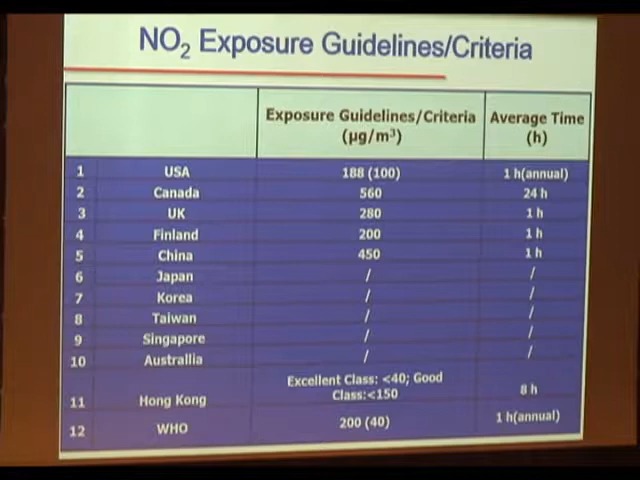 NO2 Exposure Guidelines/Criteria
Exposure Guidelines/Criteria (µg/m³) Average Time (h)
1 USA 188 (100) 1 h(annual)
2 Canada 560 24 h
3 UK 280 1 h
4 Finland 200 1 h
5 China 450 1 h
6 Japan / /
7 Korea / /
8 Taiwan / /
9 Singapore / /
10 Australlia / /
11 Hong Kong Excellent Class: <40; Good Class:<150 8 h
12 WHO 200 (40) 1 h(annual)